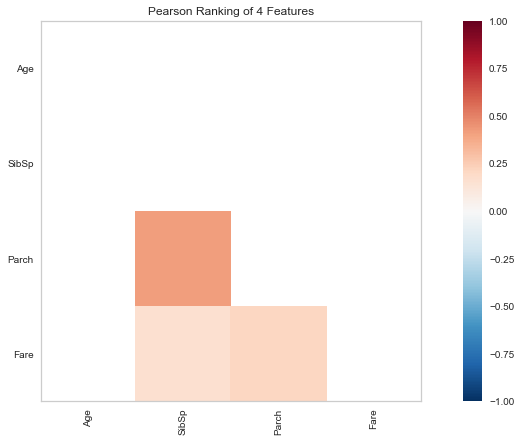 Pearson Ranking of 4 Features
Age
SibSp
Parch
Fare
Age
SibSp
Parch
Fare
1.00
0.75
0.50
0.25
0.00
−0.25
−0.50
−0.75
−1.00